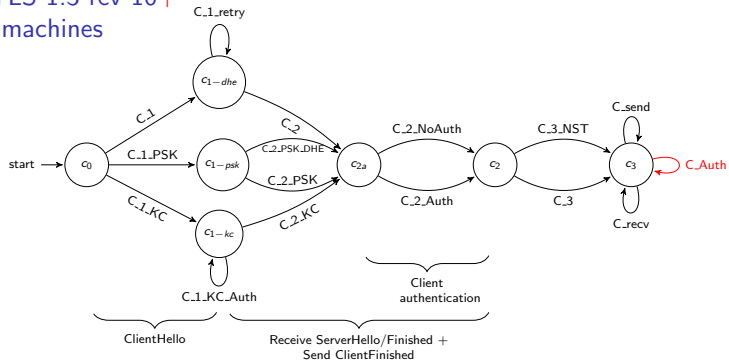 1.3 rev 10+
machines
C_1_retry
c1−dhe
C_1
C_2
start
c0
C_1_PSK
c1−psk
C_2_PSK_DHE
C_2_PSK
c2a
C_2_NoAuth
C_2_Auth
c2
C_3_NST
C_3
C_send
c3
C_Auth
C_recv
C_1_KC
c1−kc
C_2_KC
C_1_KC_Auth
Client
authentication
ClientHello
Receive ServerHello/Finished +
Send ClientFinished